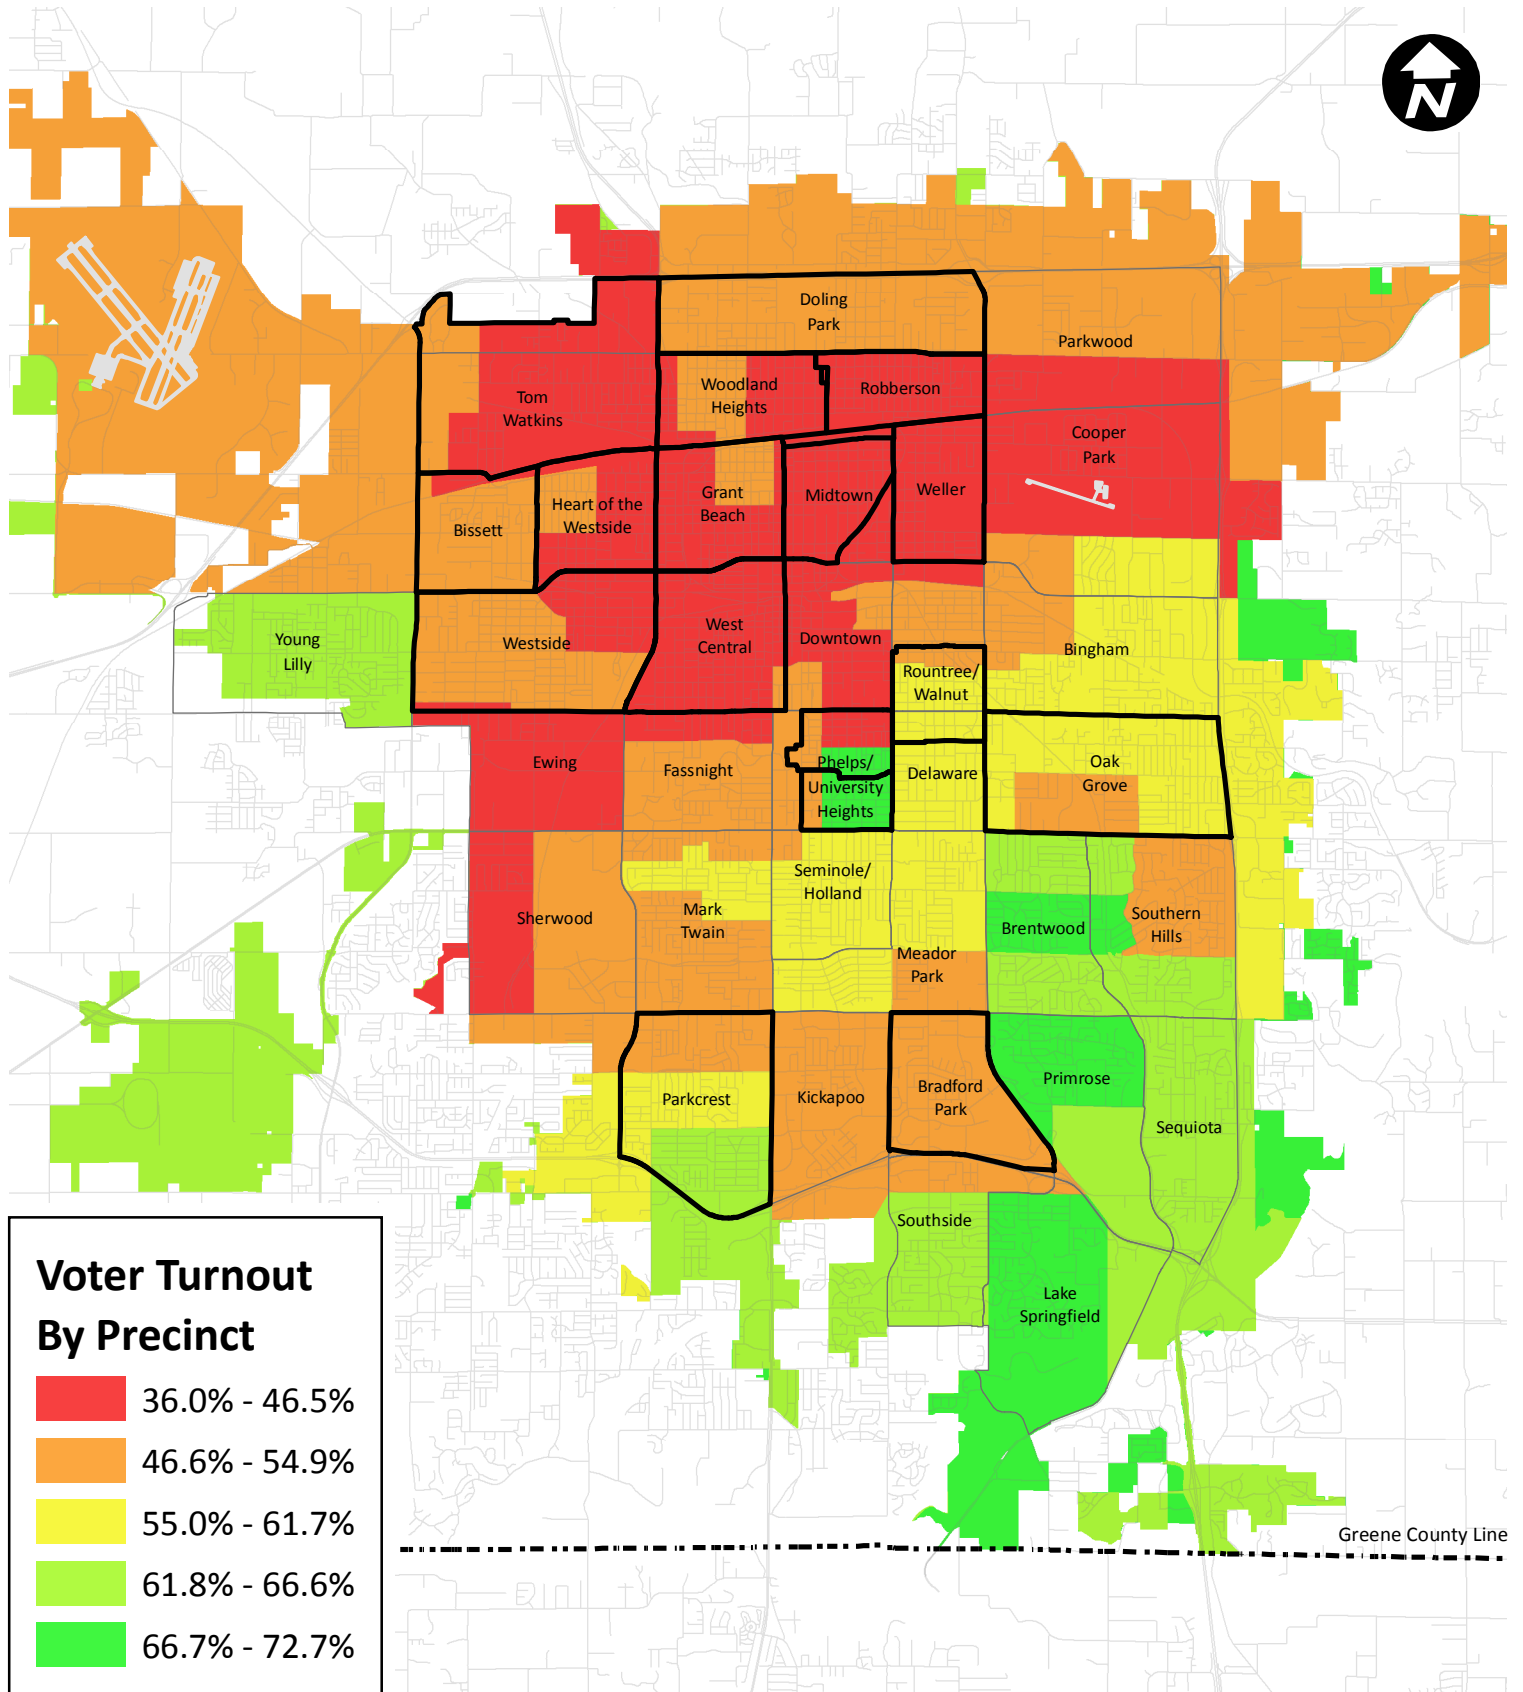 N
Doling
Park
Parkwood
Woodland
Heights
Robberson
Tom
Watkins
Cooper
Park
Grant
Beach
Midtown
Weller
Heart of the
Westside
Bissett
West
Central
Downtown
Westside
Young
Lilly
Bingham
Rountree/
Walnut
Ewing
Fassnight
Phelps/
University
Heights
Delaware
Oak
Grove
Seminole/
Holland
Sherwood
Mark
Twain
Brentwood
Southern
Hills
Meador
Park
Parkcrest
Kickapoo
Bradford
Park
Primrose
Sequiota
Southside
Lake
Springfield
Voter Turnout
By Precinct
36.0% - 46.5%
46.6% - 54.9%
55.0% - 61.7%
61.8% - 66.6%
66.7% - 72.7%
Greene County Line